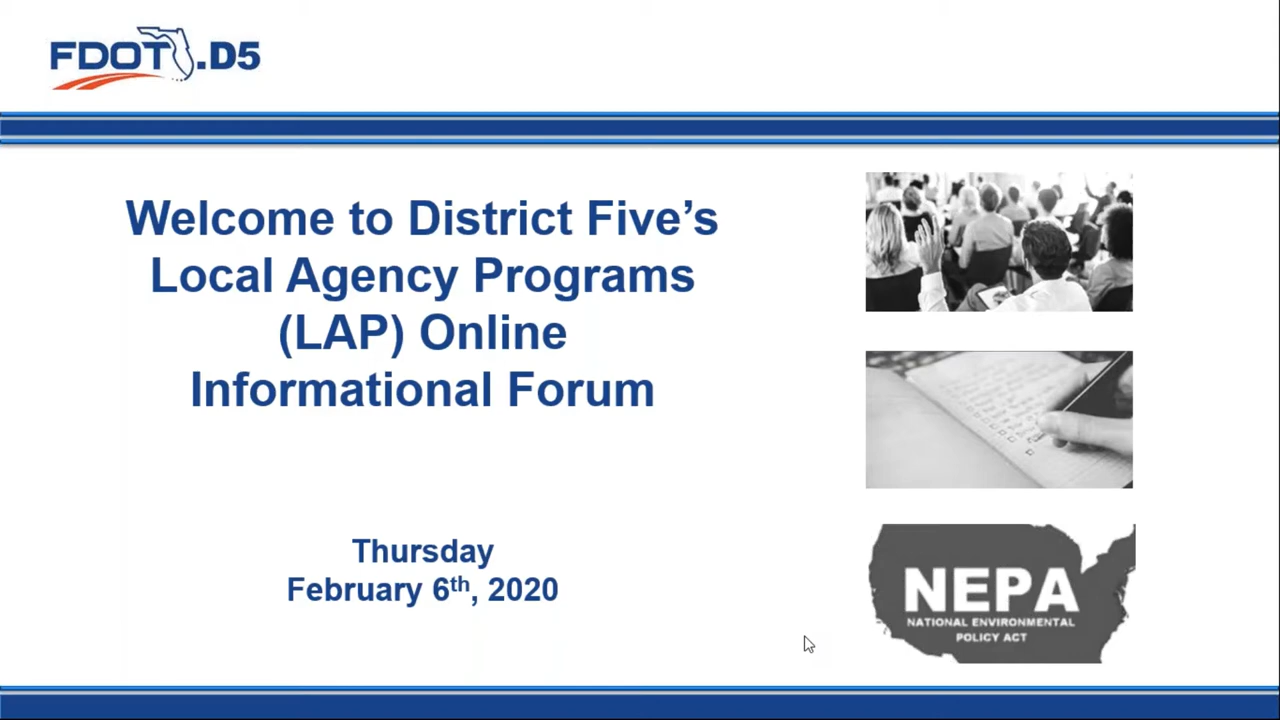 FDOT.D5
Welcome to District Five’s
Local Agency Programs
(LAP) Online
Informational Forum
Thursday
February 6th, 2020
NEPA
NATIONAL ENVIRONMENTAL
POLICY ACT